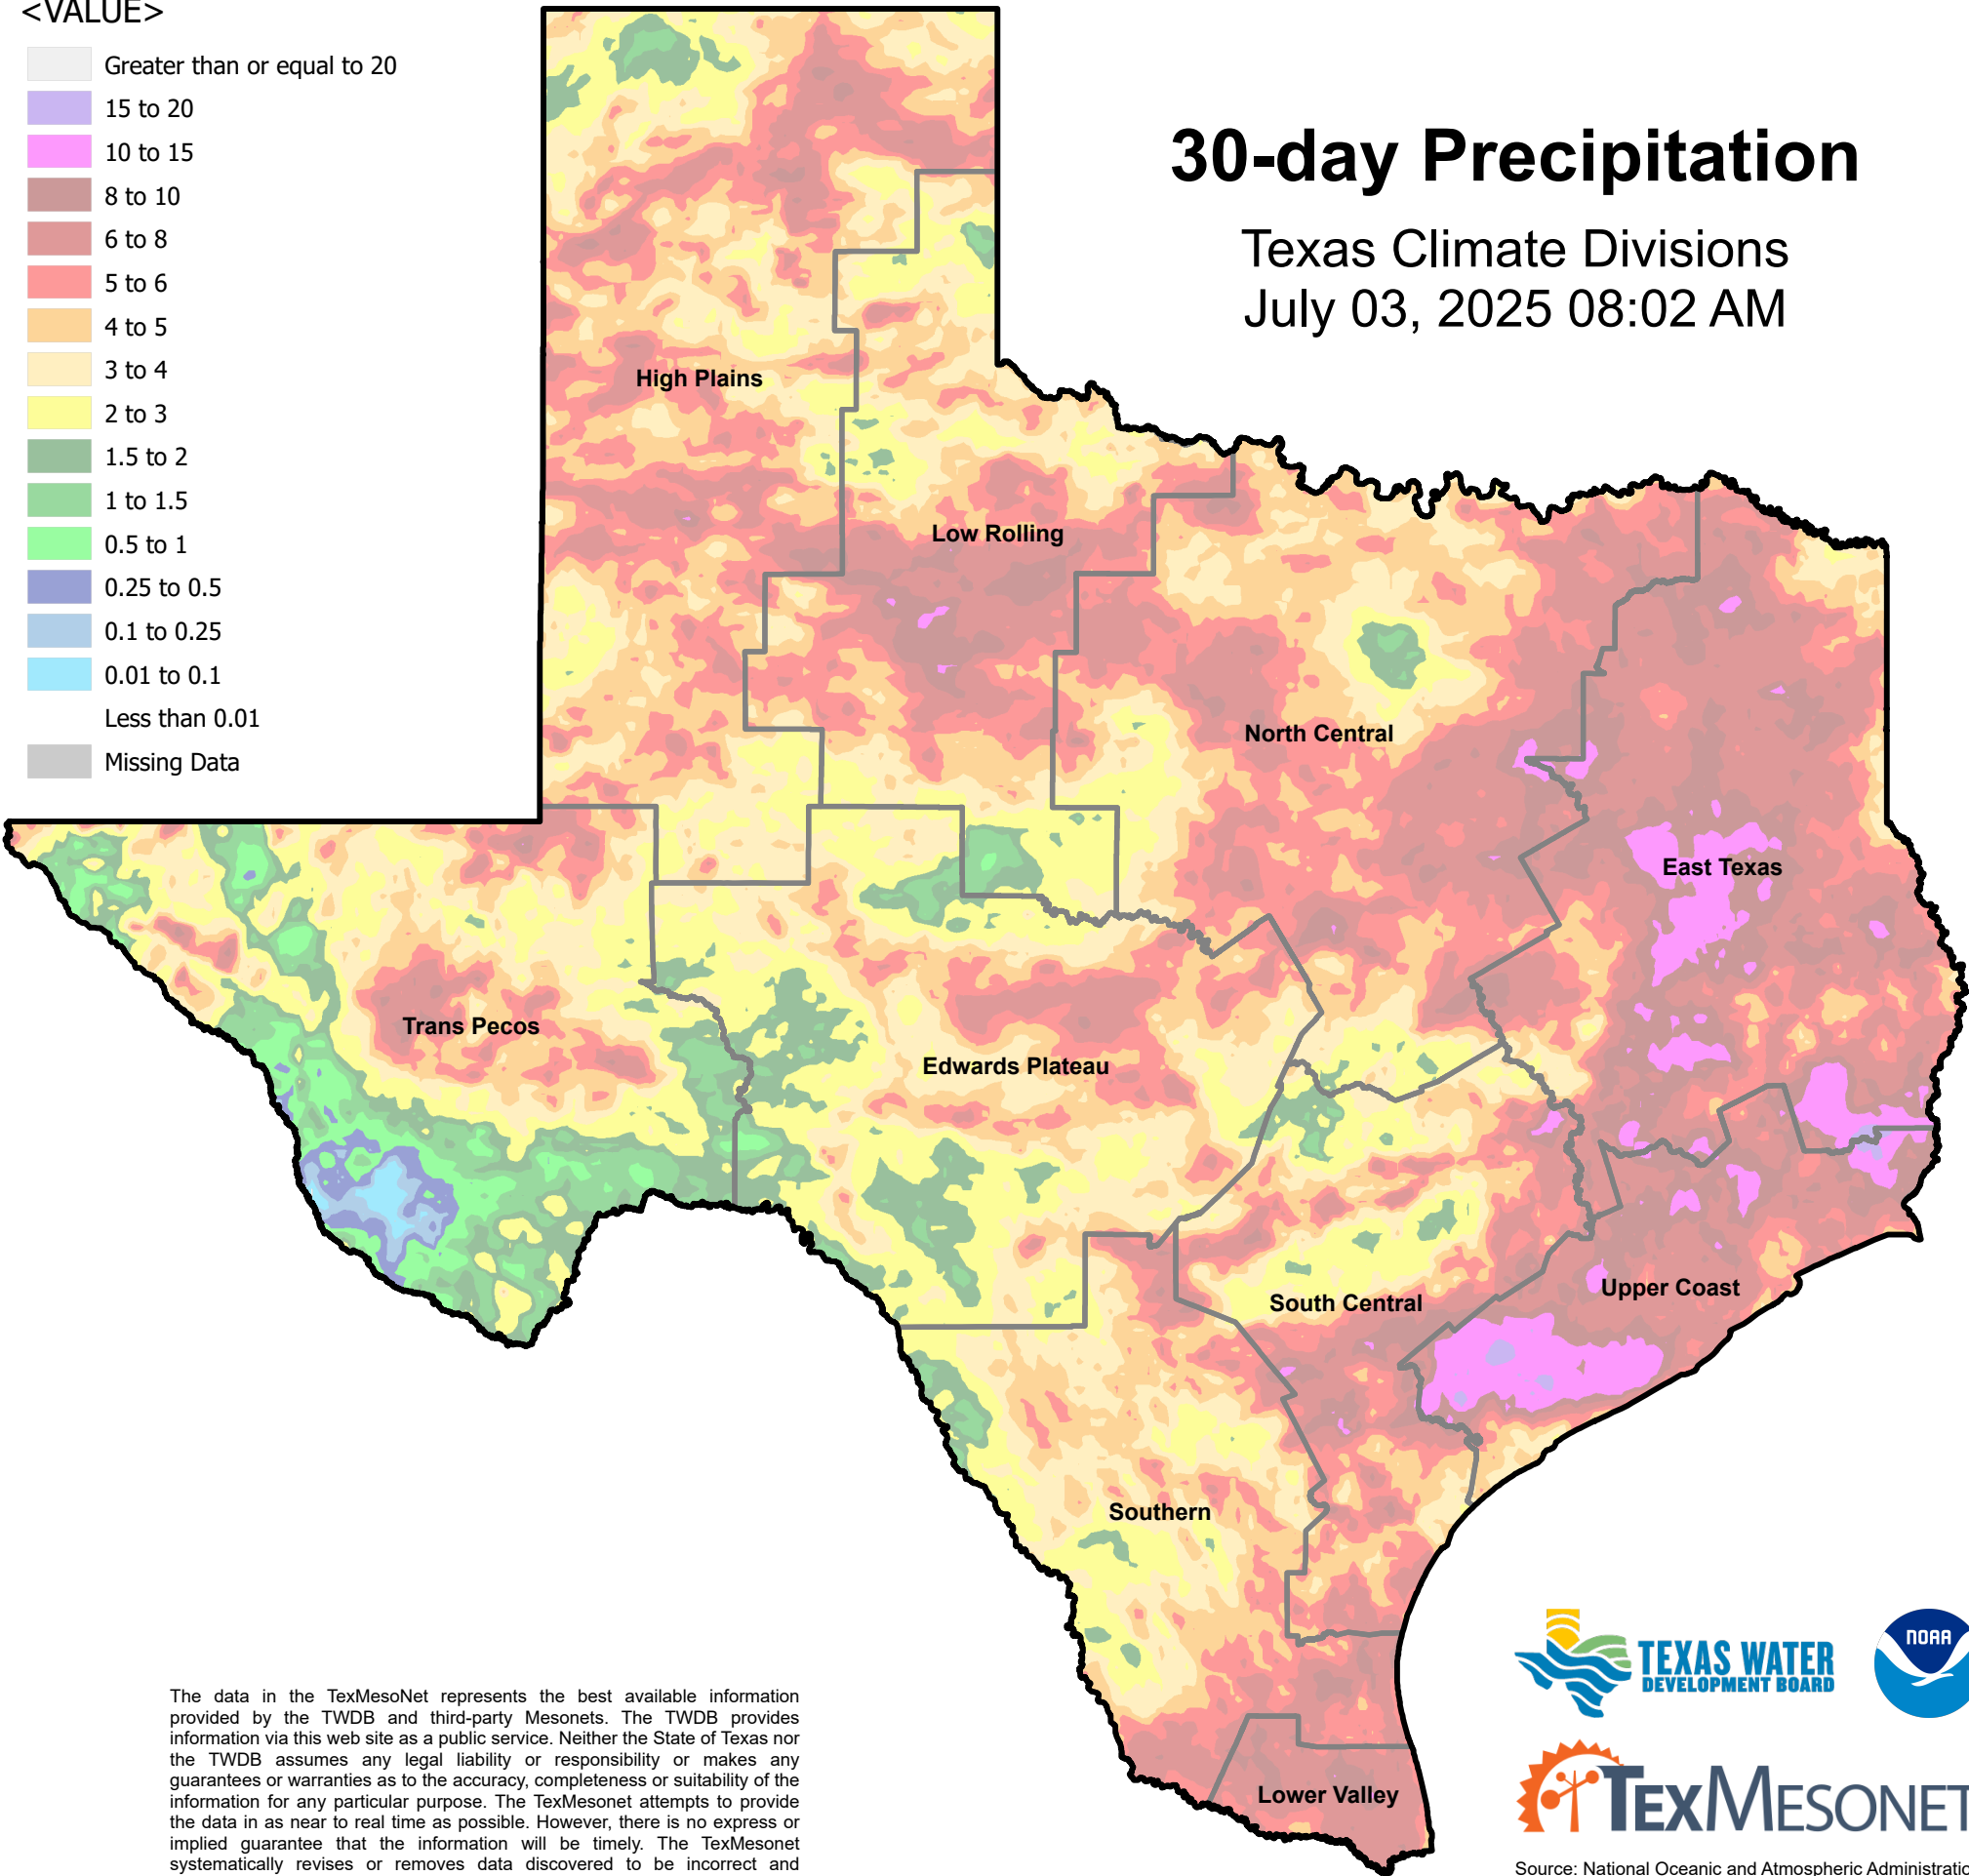 <VALUE>
Greater than or equal to 20
15 to 20
10 to 15
8 to 10
6 to 8
5 to 6
4 to 5
3 to 4
2 to 3
1.5 to 2
1 to 1.5
0.5 to 1
0.25 to 0.5
0.1 to 0.25
0.01 to 0.1
Less than 0.01
Missing Data
30-day Precipitation
Texas Climate Divisions
July 03, 2025 08:02 AM
High Plains
Low Rolling
North Central
East Texas
Trans Pecos
Edwards Plateau
Upper Coast
South Central
Southern
Lower Valley
The data in the TexMesoNet represents the best available information
provided by the TWDB and third-party Mesonets. The TWDB provides
information via this web site as a public service. Neither the State of Texas nor
the TWDB assumes any legal liability or responsibility or makes any
guarantees or warranties as to the accuracy, completeness or suitability of the
information for any particular purpose. The TexMesonet attempts to provide
the data in as near to real time as possible. However, there is no express or
implied guarantee that the information will be timely. The TexMesonet
systematically revises or removes data discovered to be incorrect and
TEXAS WATER
DEVELOPMENT BOARD
NOAA
TEXMESONET
Source: National Oceanic and Atmospheric Administratio